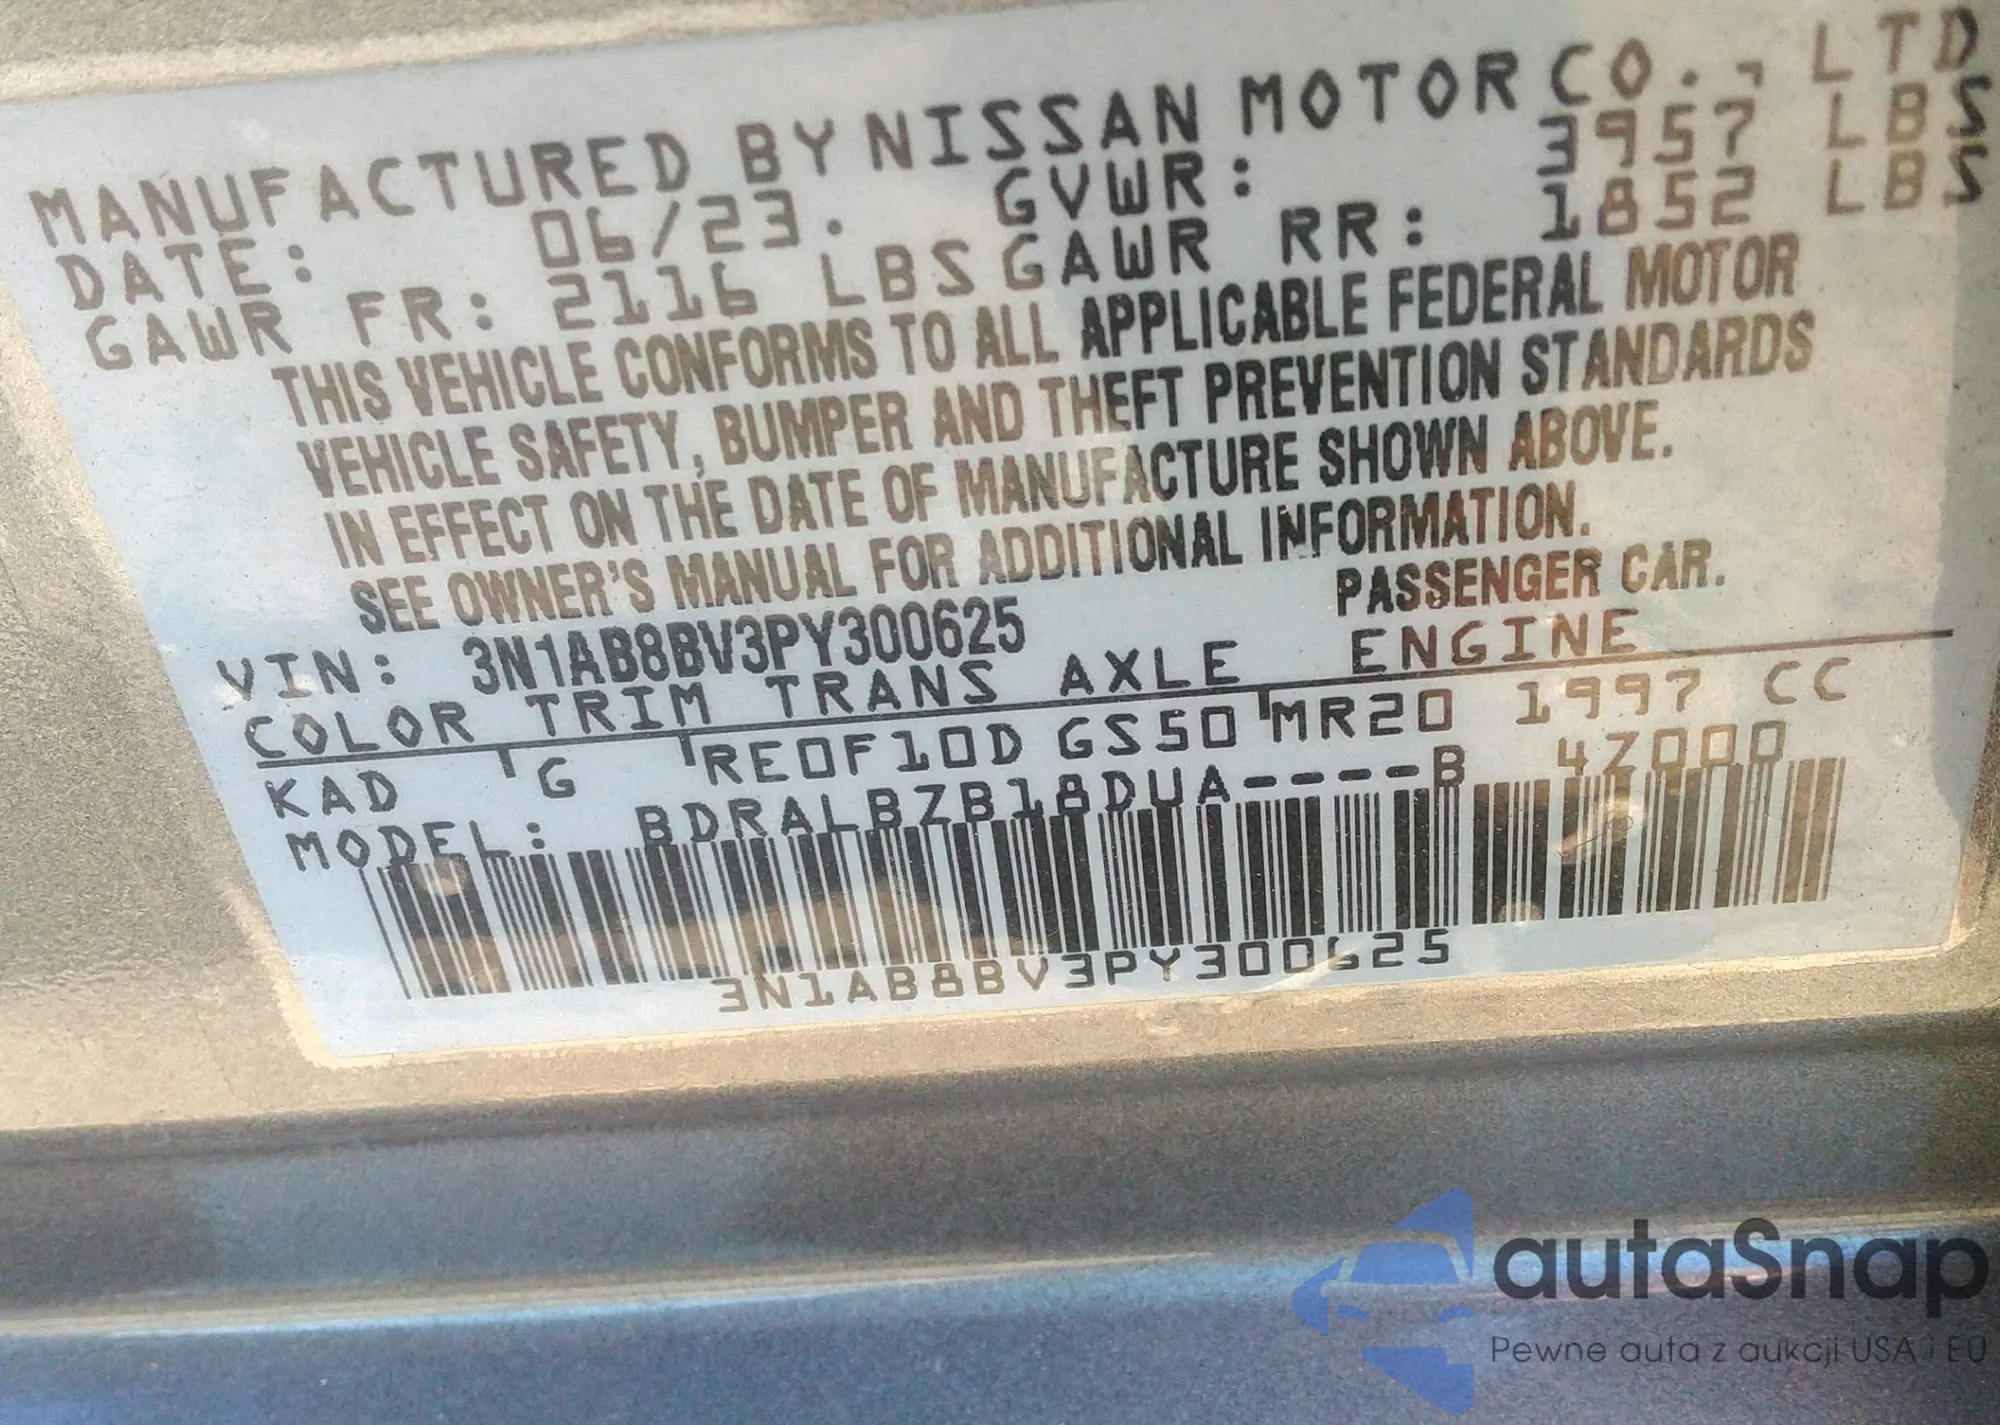 MANUFACTURED BY NISSAN MOTOR CO., LTD
DATE: 06/23. GVWR: 3957 LBS
GAWR FR: 2116 LBS GAWR RR: 1852 LBS
THIS VEHICLE CONFORMS TO ALL APPLICABLE FEDERAL MOTOR
VEHICLE SAFETY, BUMPER AND THEFT PREVENTION STANDARDS
IN EFFECT ON THE DATE OF MANUFACTURE SHOWN ABOVE.
SEE OWNER'S MANUAL FOR ADDITIONAL INFORMATION.
VIN: 3N1AB8BV3PY300625 PASSENGER CAR.
COLOR TRIM TRANS AXLE ENGINE
KAD G RE0F10D GS50 MR20 1997 CC
MODEL: BDRALBZB18DUA----B 4Z000
3N1AB8BV3PY300625
autaSnap
Pewne auta z aukcji USA i EU